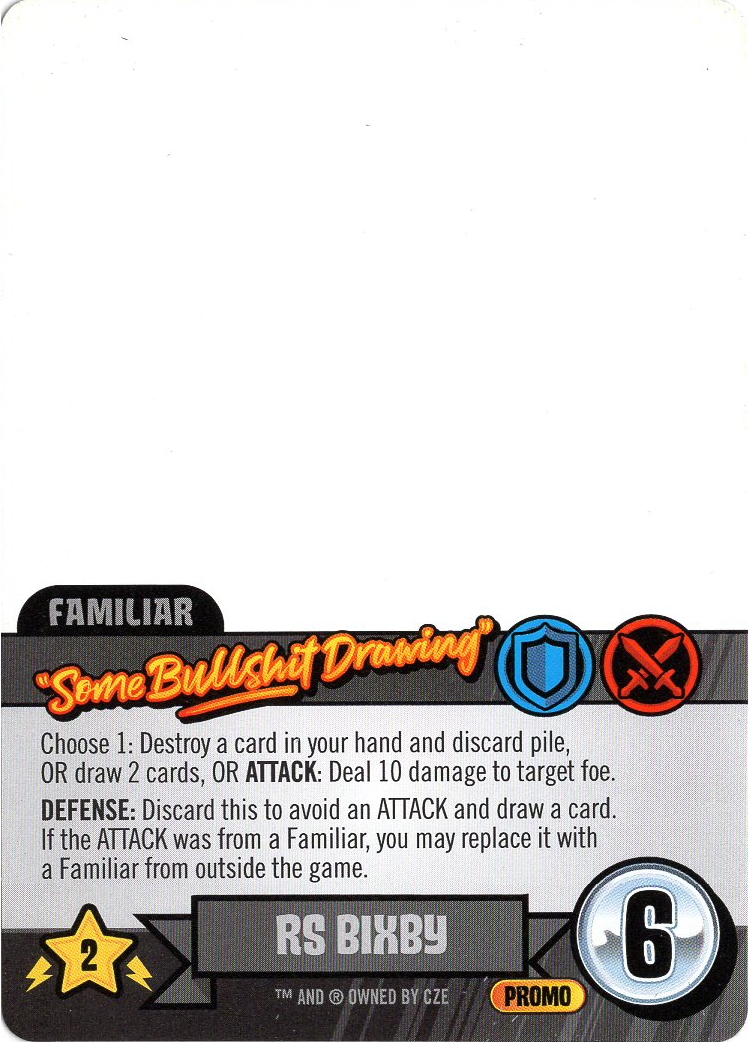 FAMILIAR
"Some Bullshit Drawing"
Choose 1: Destroy a card in your hand and discard pile,
OR draw 2 cards, OR ATTACK: Deal 10 damage to target foe.
DEFENSE: Discard this to avoid an ATTACK and draw a card.
If the ATTACK was from a Familiar, you may replace it with
a Familiar from outside the game.
2
RS BIXBY
6
™ AND ® OWNED BY CZE
PROMO